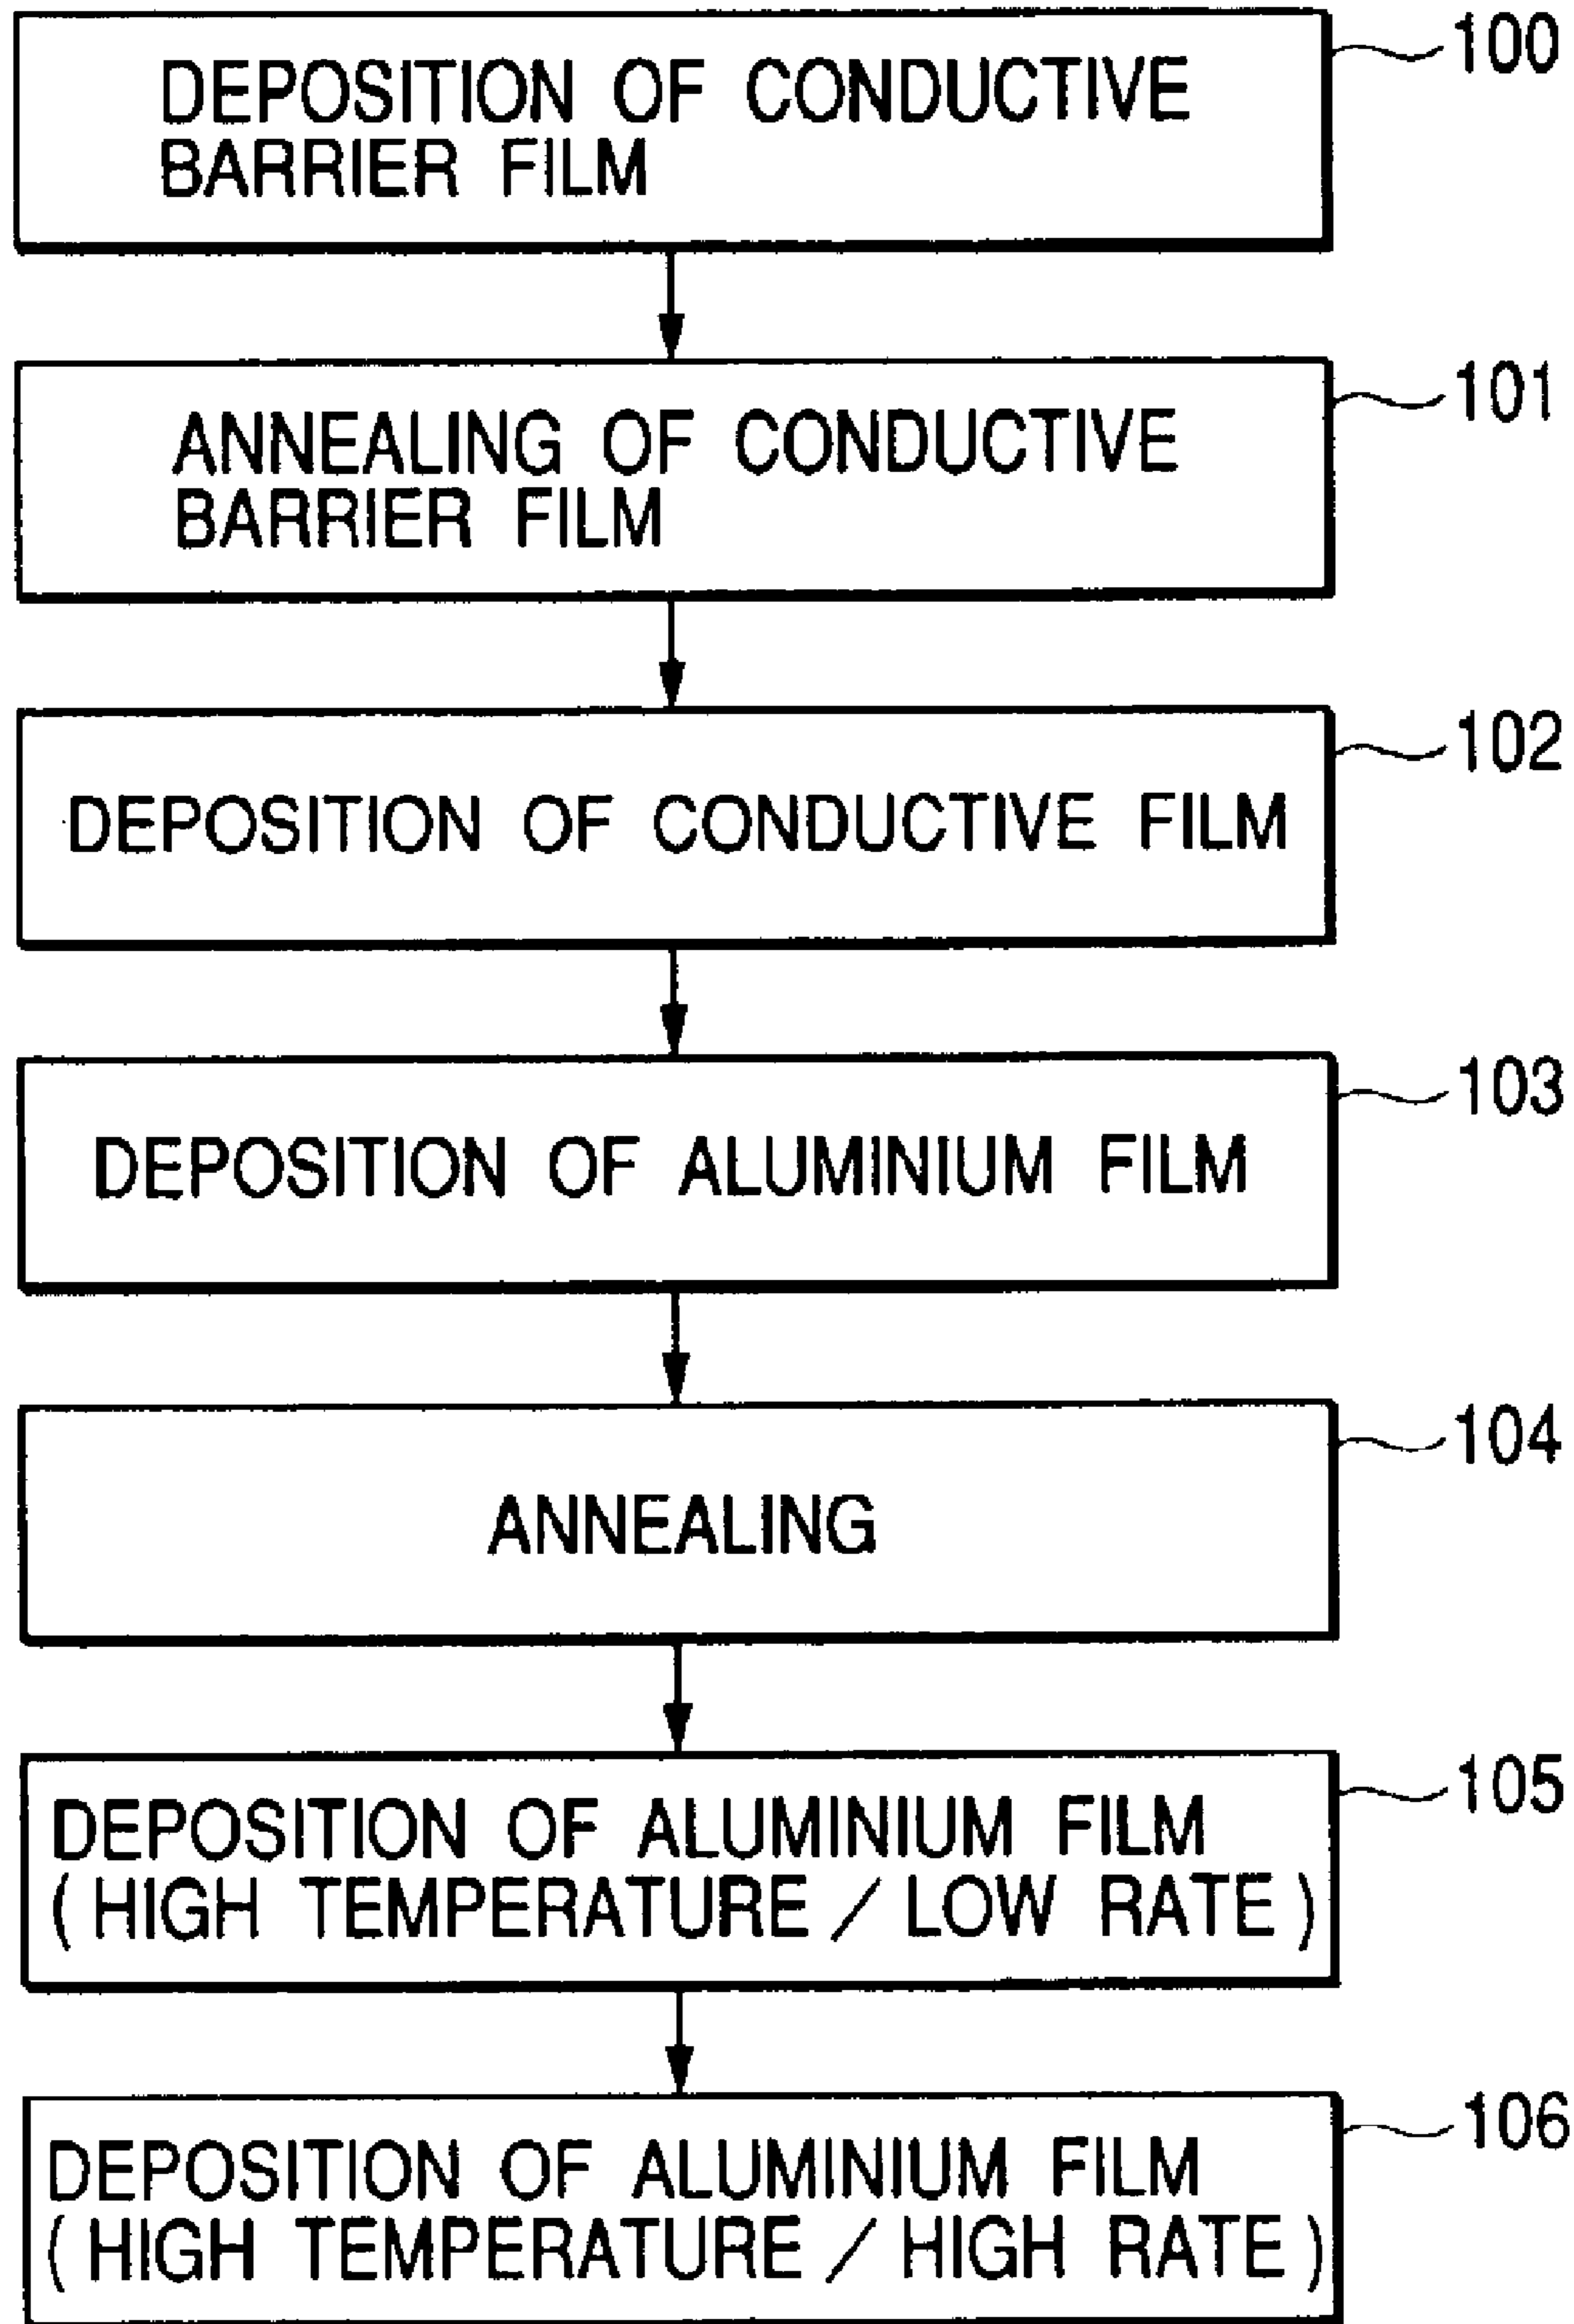 100
DEPOSITION OF CONDUCTIVE
BARRIER FILM
101
ANNEALING OF CONDUCTIVE
BARRIER FILM
102
DEPOSITION OF CONDUCTIVE FILM
103
DEPOSITION OF ALUMINIUM FILM
104
ANNEALING
105
DEPOSITION OF ALUMINIUM FILM
(HIGH TEMPERATURE / LOW RATE)
106
DEPOSITION OF ALUMINIUM FILM
(HIGH TEMPERATURE / HIGH RATE)